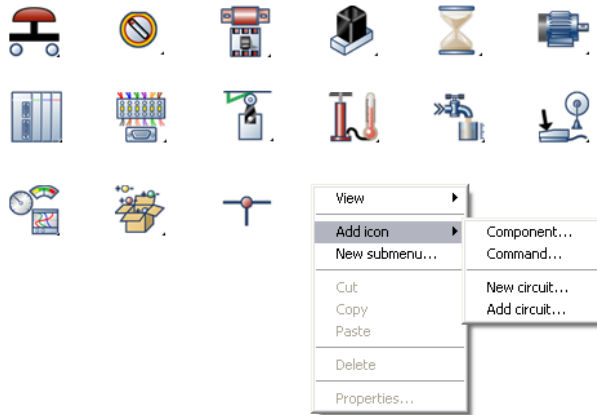 View
Add icon
New submenu...
Cut
Copy
Paste
Delete
Properties...
Component...
Command...
New circuit...
Add circuit...